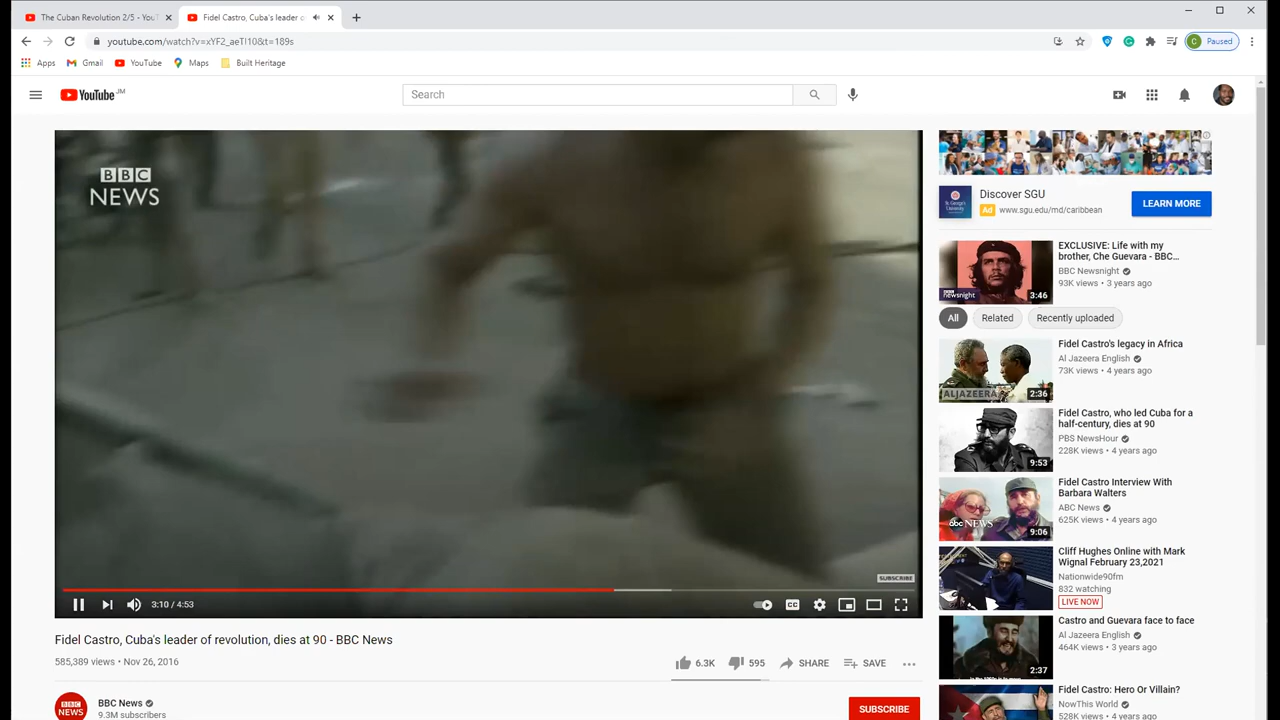 The Cuban Revolution 2/5 - YouT
Fidel Castro, Cuba's leader o
youtube.com/watch?v=xYF2_aeTl10&t=189s
C
Paused
Apps
Gmail
YouTube
Maps
Built Heritage
YouTube JM
Search
BBC
NEWS
SUBSCRIBE
3:10 / 4:53
CC
Fidel Castro, Cuba's leader of revolution, dies at 90 - BBC News
585,389 views • Nov 26, 2016
6.3K
595
SHARE
SAVE
BBC
NEWS
BBC News
9.3M subscribers
SUBSCRIBE
Discover SGU
Ad www.sgu.edu/md/caribbean
LEARN MORE
newsnight
3:46
EXCLUSIVE: Life with my
brother, Che Guevara - BBC...
BBC Newsnight
93K views • 3 years ago
All
Related
Recently uploaded
ALJAZEERA
2:36
Fidel Castro's legacy in Africa
Al Jazeera English
73K views • 4 years ago
9:53
Fidel Castro, who led Cuba for a
half-century, dies at 90
PBS NewsHour
228K views • 4 years ago
abc NEWS
9:06
Fidel Castro Interview With
Barbara Walters
ABC News
625K views • 4 years ago
Cliff Hughes Online with Mark
Wignal February 23,2021
Nationwide90fm
832 watching
LIVE NOW
2:37
Castro and Guevara face to face
Al Jazeera English
464K views • 3 years ago
Fidel Castro: Hero Or Villain?
NowThis World
528K views • 4 years ago